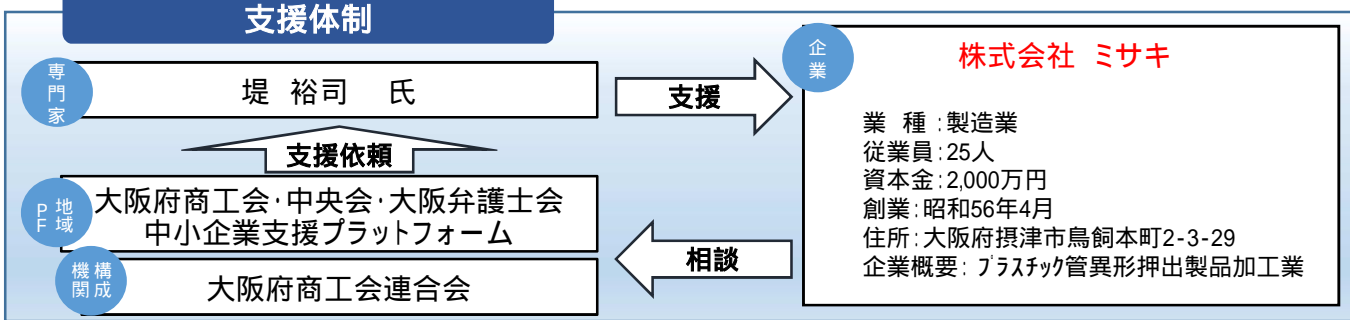 支援体制
専門家
堤 裕司 氏
支援
支援依頼
地域PF
大阪府商工会・中央会・大阪弁護士会
中小企業支援プラットフォーム
構成機関
大阪府商工会連合会
相談
企業
株式会社 ミサキ
業 種:製造業
従業員:25人
資本金:2,000万円
創業:昭和56年4月
住所:大阪府摂津市鳥飼本町2-3-29
企業概要: プラスチック管異形押出製品加工業